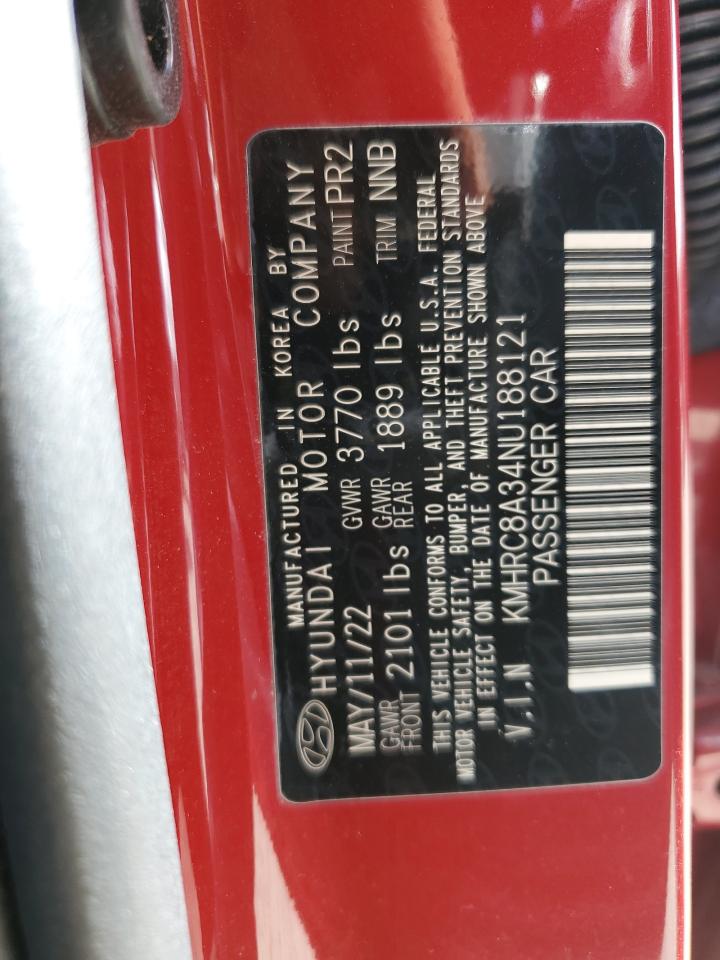 MANUFACTURED IN KOREA BY
HYUNDAI MOTOR COMPANY
MAY/11/22 GVWR 3770 lbs PAINT PR2
GAWR FRONT 2101 lbs GAWR REAR 1889 lbs TRIM NNB
THIS VEHICLE CONFORMS TO ALL APPLICABLE U.S.A. FEDERAL
MOTOR VEHICLE SAFETY, BUMPER, AND THEFT PREVENTION STANDARDS
IN EFFECT ON THE DATE OF MANUFACTURE SHOWN ABOVE
V.I.N KMHRC8A34NU188121
PASSENGER CAR